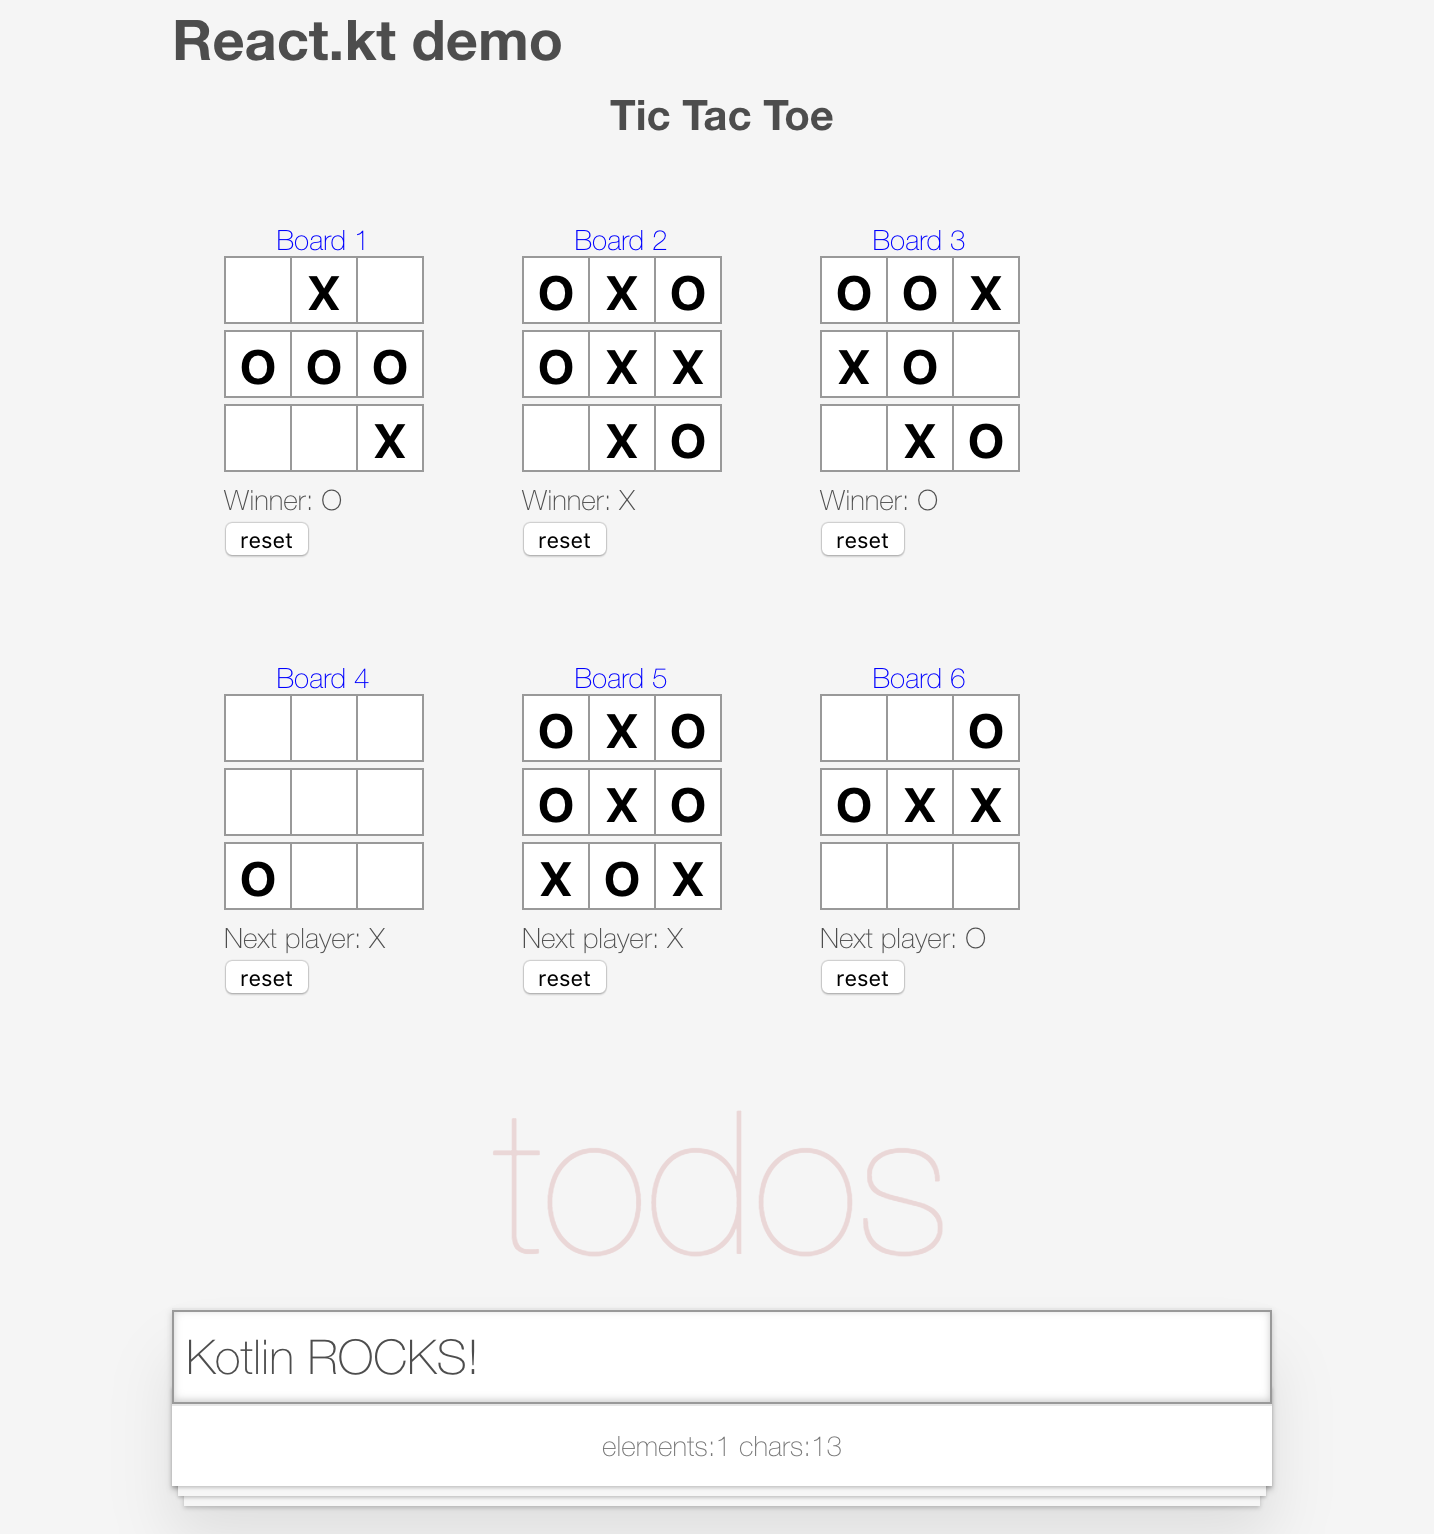 React.kt demo
Tic Tac Toe
Board 1 Board 2 Board 3
X O X O O O X
O O O O X X X O
X X O X O
Winner: O Winner: X Winner: O
reset reset reset
Board 4 Board 5 Board 6
O X O O
O X O O X X
O X O X
Next player: X Next player: X Next player: O
reset reset reset
todos
Kotlin ROCKS!
elements:1 chars:13